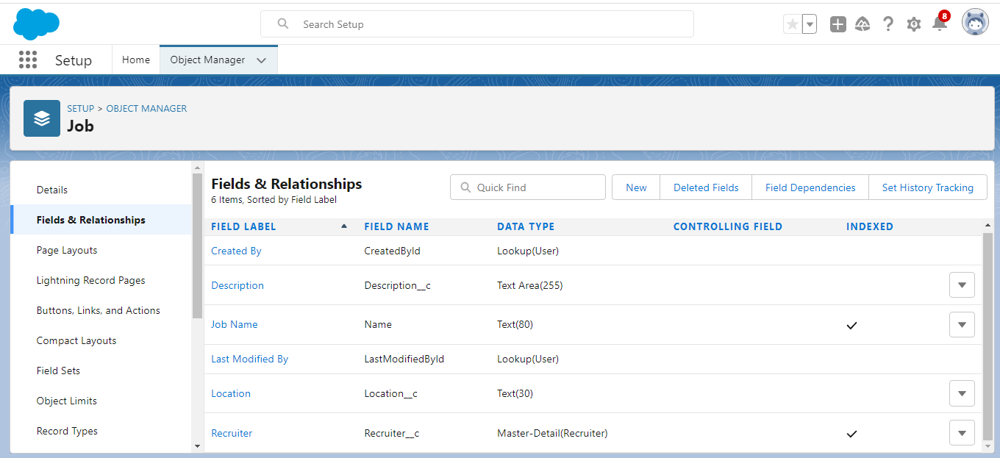 Search Setup
8
Setup
Home
Object Manager
SETUP > OBJECT MANAGER
Job
Details
Fields & Relationships
Page Layouts
Lightning Record Pages
Buttons, Links, and Actions
Compact Layouts
Field Sets
Object Limits
Record Types
Fields & Relationships
6 Items, Sorted by Field Label
Quick Find
New
Deleted Fields
Field Dependencies
Set History Tracking
FIELD LABEL FIELD NAME DATA TYPE CONTROLLING FIELD INDEXED
Created By CreatedById Lookup(User)
Description Description__c Text Area(255)
Job Name Name Text(80)
Last Modified By LastModifiedById Lookup(User)
Location Location__c Text(30)
Recruiter Recruiter__c Master-Detail(Recruiter)